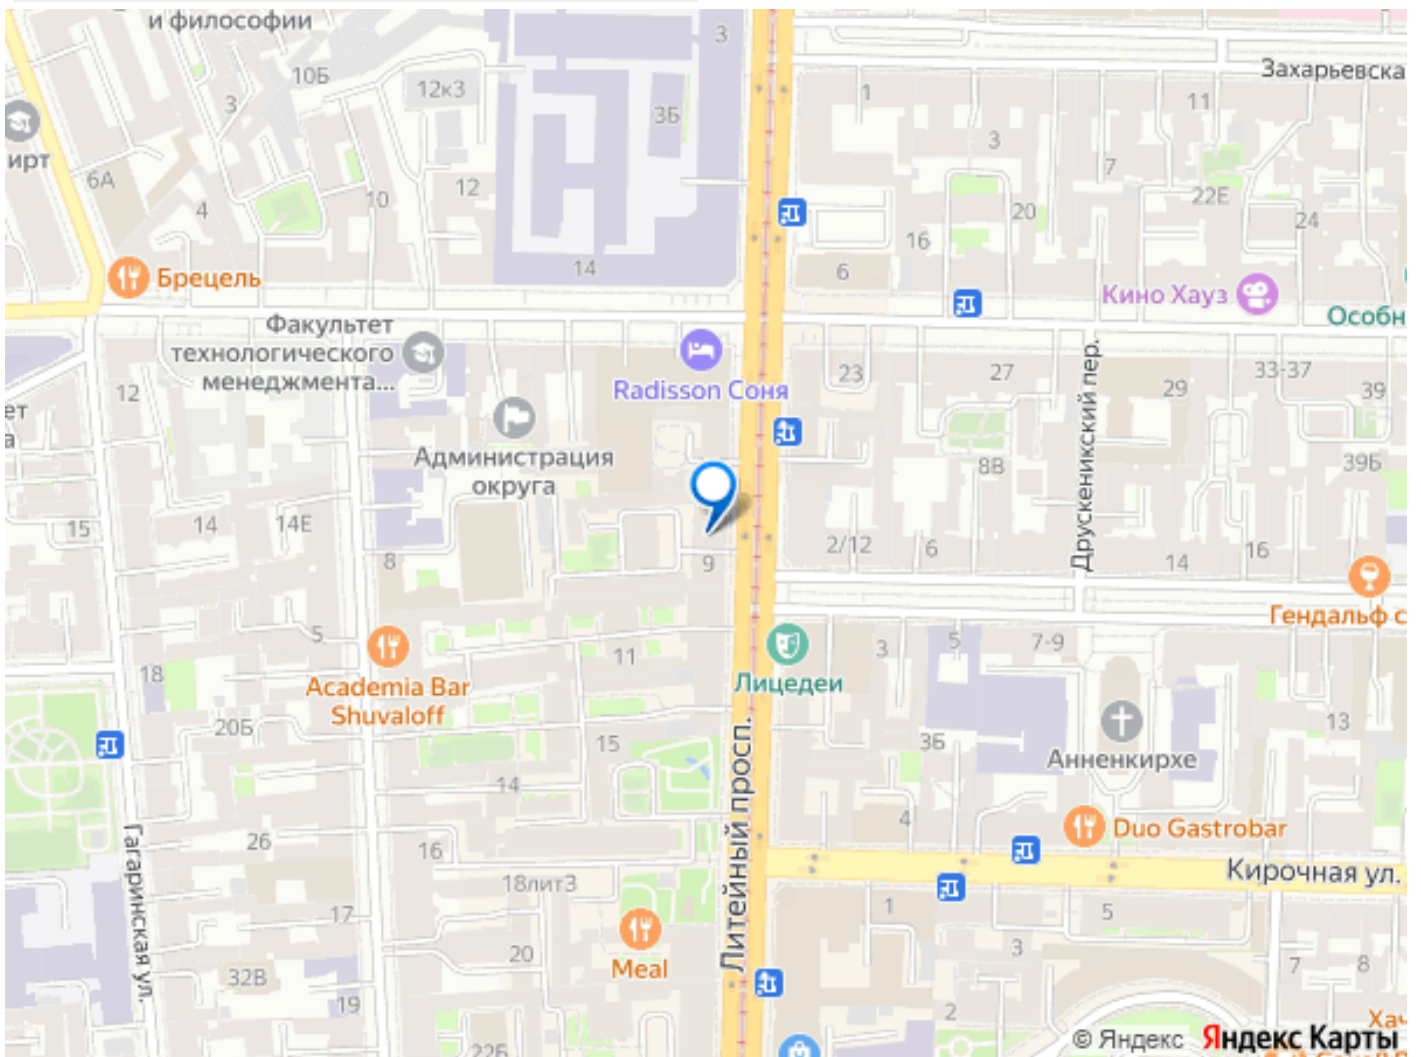 и философии
3
10Б
12к3
3
3Б
1
11
Захарьевска
ирт
6А
4
10
12
3
7
22Е
20
24
16
Брецель
14
6
Кино Хауз
Особн
Факультет
технологического
менеджмента...
Radisson Соня
23
27
29
33-37
39
12
ет
а
Администрация
округа
8В
39Б
Друскеникский пер.
15
14
14Е
8
9
2/12
6
14
16
Гендальф с
5
11
3
5
7-9
18
Academia Bar
Shuvaloff
Лицедеи
20Б
15
3Б
Анненкирхе
13
14
Литейный просп.
4
Duo Gastrobar
Гагаринская ул.
26
16
18лит3
Кирочная ул.
17
1
5
20
Meal
3
32В
19
7
8
2
22Б
Хач
© Яндекс Яндекс Карты